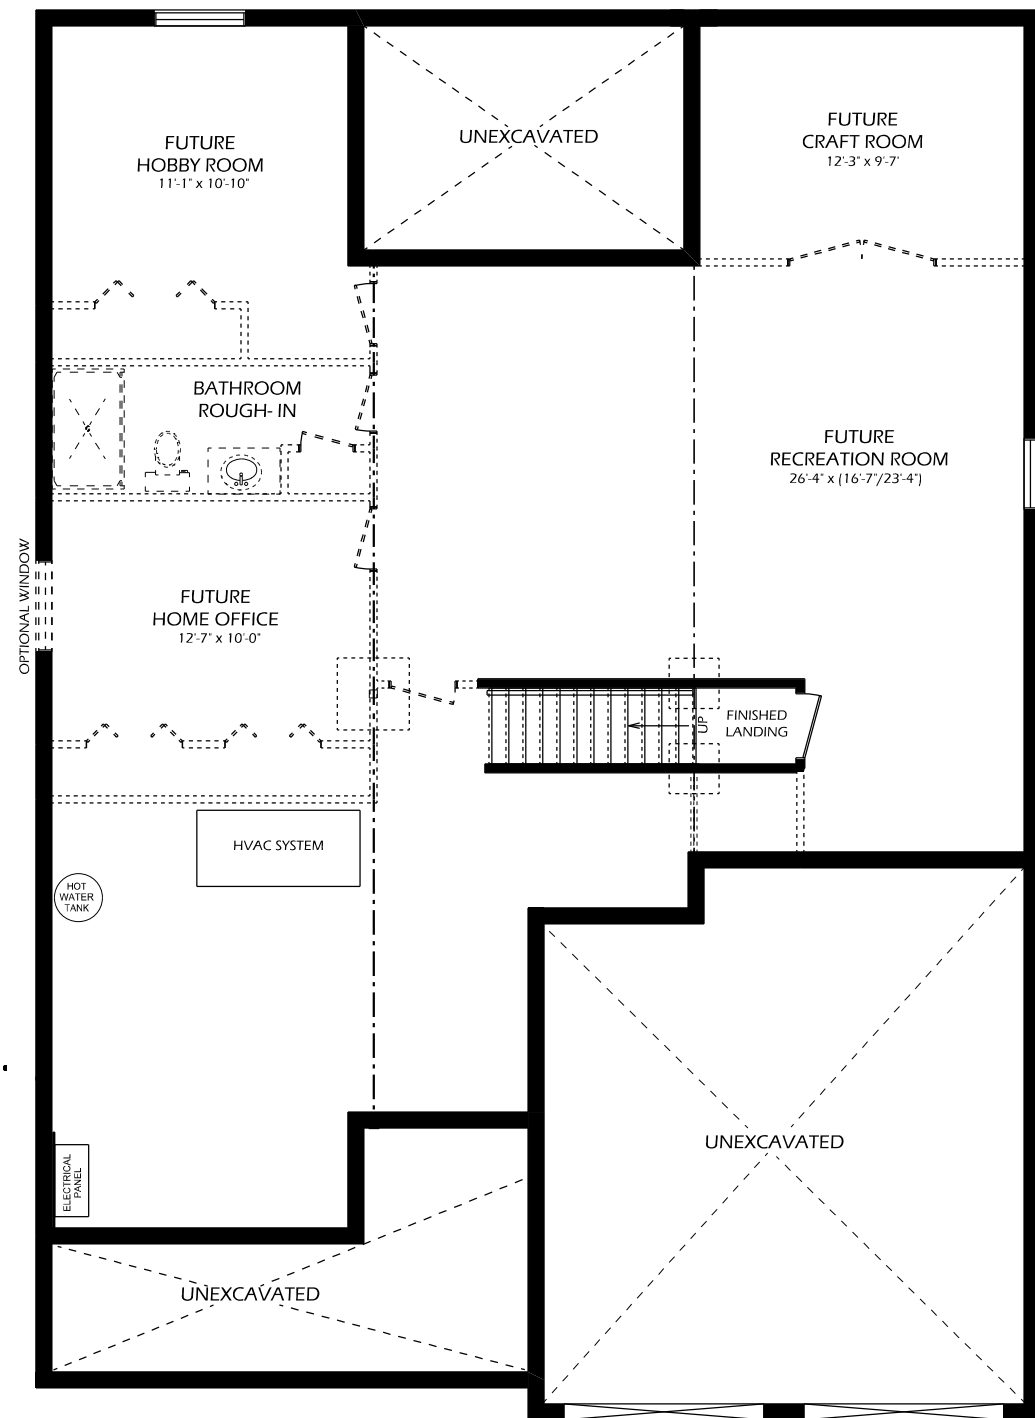 FUTURE
HOBBY ROOM
11'-1" x 10'-10"
UNEXCAVATED
FUTURE
CRAFT ROOM
12'-3" x 9'-7'
BATHROOM
ROUGH- IN
FUTURE
RECREATION ROOM
26'-4" x (16'-7"/23'-4")
OPTIONAL WINDOW
FUTURE
HOME OFFICE
12'-7" x 10'-0"
UP
FINISHED
LANDING
HVAC SYSTEM
HOT
WATER
TANK
UNEXCAVATED
ELECTRICAL
PANEL
UNEXCAVATED